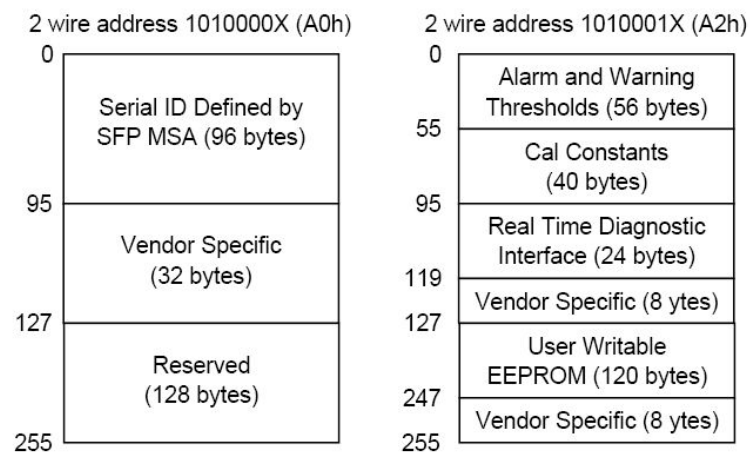 2 wire address 1010000X (A0h)
0
Serial ID Defined by
SFP MSA (96 bytes)
95
Vendor Specific
(32 bytes)
127
Reserved
(128 bytes)
255
2 wire address 1010001X (A2h)
0
Alarm and Warning
Thresholds (56 bytes)
55
Cal Constants
(40 bytes)
95
Real Time Diagnostic
Interface (24 bytes)
119
Vendor Specific (8 ytes)
127
User Writable
EEPROM (120 bytes)
247
Vendor Specific (8 ytes)
255